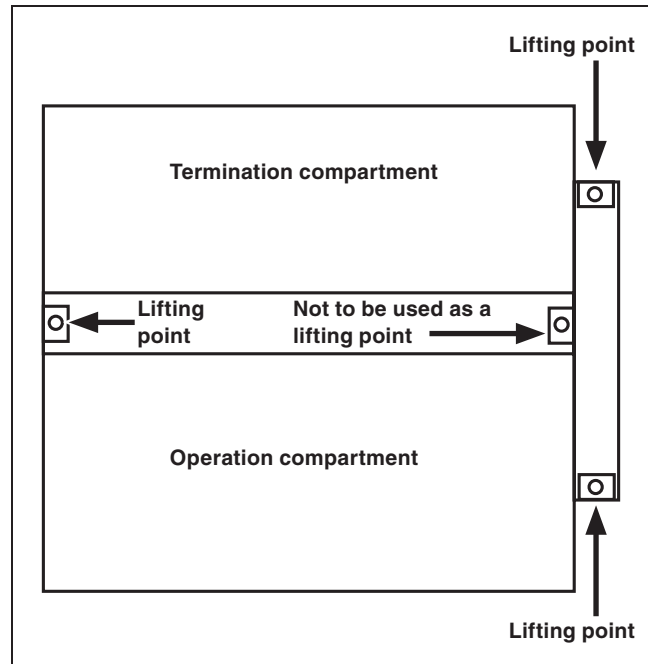 Lifting point
Termination compartment
Lifting
point
Not to be used as a
lifting point
Operation compartment
Lifting point